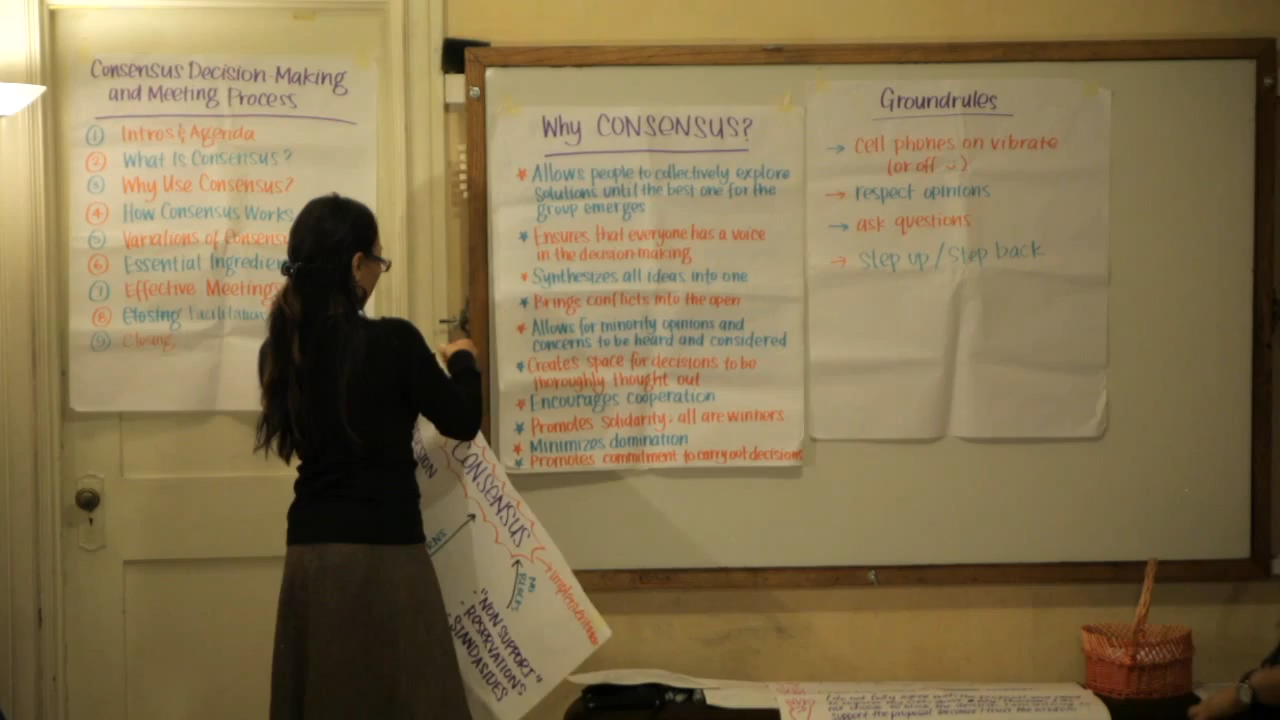 Consensus Decision-Making
and Meeting Process
1 Intros & Agenda
2 What Is Consensus?
3 Why Use Consensus?
4 How Consensus Works
5 Variations of Consensu
6 Essential Ingredien
7 Effective Meetings
8 Closing Facilitation
9 Closing
Why CONSENSUS?
* Allows people to collectively explore
solutions until the best one for the
group emerges
* Ensures that everyone has a voice
in the decision-making
* Synthesizes all ideas into one
* Brings conflicts into the open
* Allows for minority opinions and
concerns to be heard and considered
* Creates space for decisions to be
thoroughly thought out
* Encourages cooperation
* Promotes solidarity, all are winners
* Minimizes domination
* Promotes commitment to carry out decisions
Groundrules
→ cell phones on vibrate
(or off )
→ respect opinions
→ ask questions
→ step up / step back
CONSENSUS
"NON SUPPORT"
- RESERVATIONS
STANDASIDES